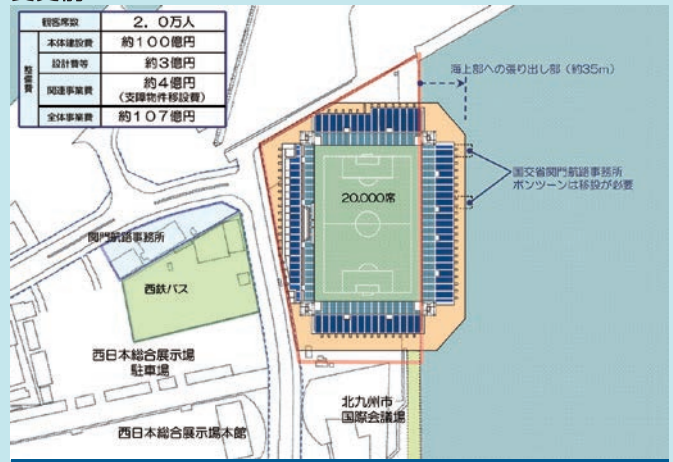 観客席数 2．0万人
整備費
本体建設費 約100億円
設計費等 約3億円
関連事業費 約4億円
(支障物件移設費)
全体事業費 約107億円
海上部への張り出し部（約35m）
国交省関門航路事務所
ポンツーンは移設が必要
20,000席
関門航路事務所
西鉄バス
西日本総合展示場
駐車場
北九州市
国際会議場
西日本総合展示場本館